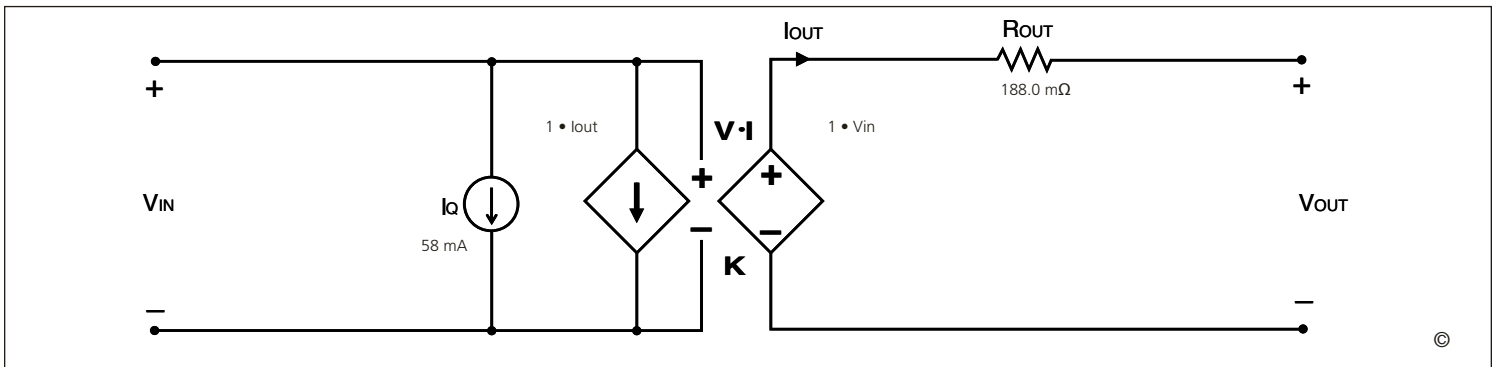 IOUT
ROUT
188.0 mΩ
+
+
1 • Iout
V•I
1 • Vin
+
+
VIN
IQ
VOUT
58 mA
−
−
K
−
−
©